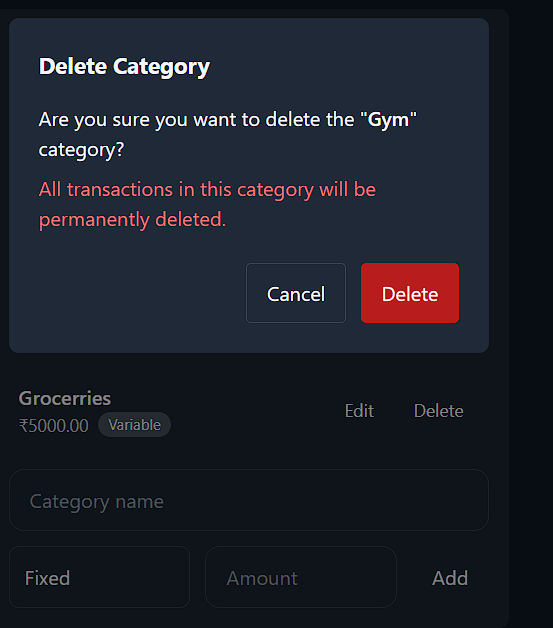 Delete Category
Are you sure you want to delete the "Gym"
category?
All transactions in this category will be
permanently deleted.
Cancel Delete
Grocerries
Edit Delete
₹5000.00 Variable
Category name
Fixed Amount Add